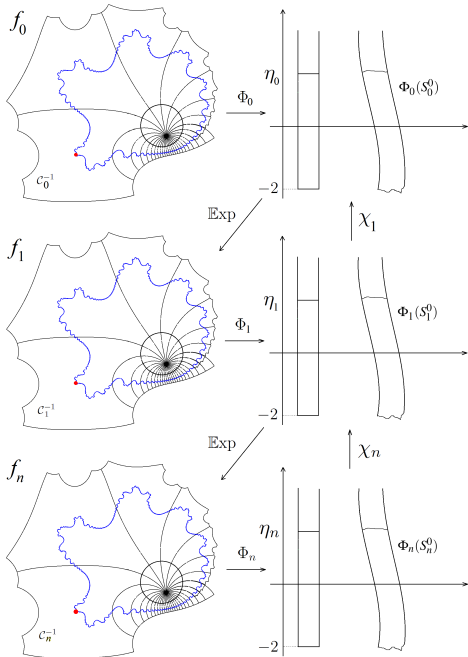 f₀
η₀
Φ₀
Φ₀(S₀⁰)
𝒞₀⁻¹
−2
𝔼xp
χ₁
f₁
η₁
Φ₁
Φ₁(S₁⁰)
𝒞₁⁻¹
−2
𝔼xp
χₙ
fₙ
ηₙ
Φₙ
Φₙ(Sₙ⁰)
𝒞ₙ⁻¹
−2